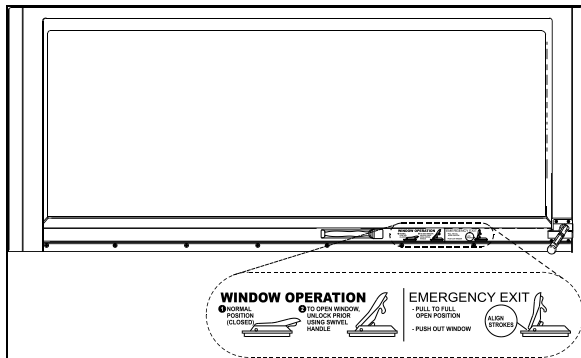 WINDOW OPERATION
1 NORMAL
POSITION
(CLOSED)
2 TO OPEN WINDOW,
UNLOCK PRIOR
USING SWIVEL
HANDLE
EMERGENCY EXIT
- PULL TO FULL
OPEN POSITION
- PUSH OUT WINDOW
ALIGN
STROKES